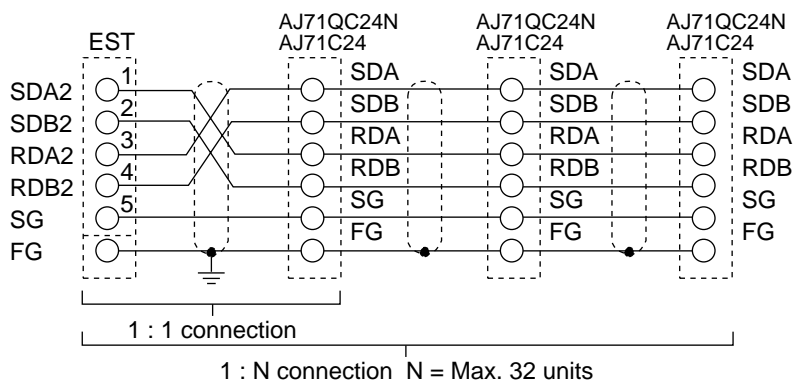 AJ71QC24N AJ71QC24N AJ71QC24N
EST AJ71C24 AJ71C24 AJ71C24
SDA2 1 SDA SDA SDA
SDB2 2 SDB SDB SDB
RDA2 3 RDA RDA RDA
RDB2 4 RDB RDB RDB
SG 5 SG SG SG
FG FG FG FG
1 : 1 connection
1 : N connection N = Max. 32 units